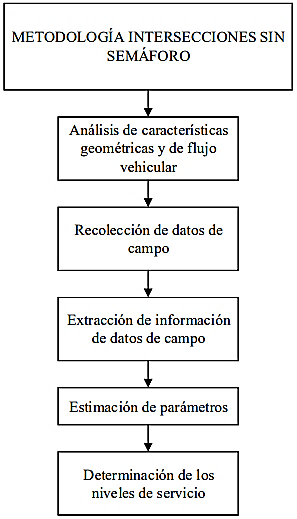 METODOLOGÍA INTERSECCIONES SIN
SEMÁFORO
Análisis de características
geométricas y de flujo
vehicular
Recolección de datos de
campo
Extracción de información
de datos de campo
Estimación de parámetros
Determinación de los
niveles de servicio